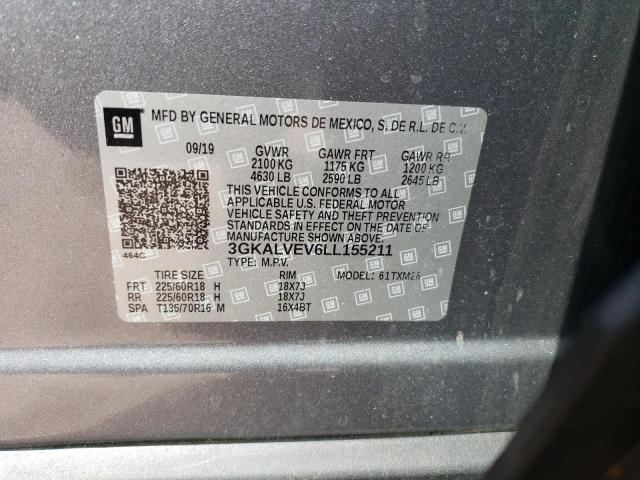 GM
MFD BY GENERAL MOTORS DE MEXICO, S. DE R.L. DE C.V.
09/19 GVWR GAWR FRT GAWR RR
2100 KG 1175 KG 1200 KG
4630 LB 2590 LB 2645 LB
THIS VEHICLE CONFORMS TO ALL
APPLICABLE U.S. FEDERAL MOTOR
VEHICLE SAFETY AND THEFT PREVENTION
STANDARDS IN EFFECT ON THE DATE OF
MANUFACTURE SHOWN ABOVE.
464C 3GKALVEV6LL155211
TYPE: M.P.V. MODEL: 61TXM26
TIRE SIZE RIM
FRT 225/60R18 H 18X7J
RR 225/60R18 H 18X7J
SPA T135/70R16 M 16X4BT